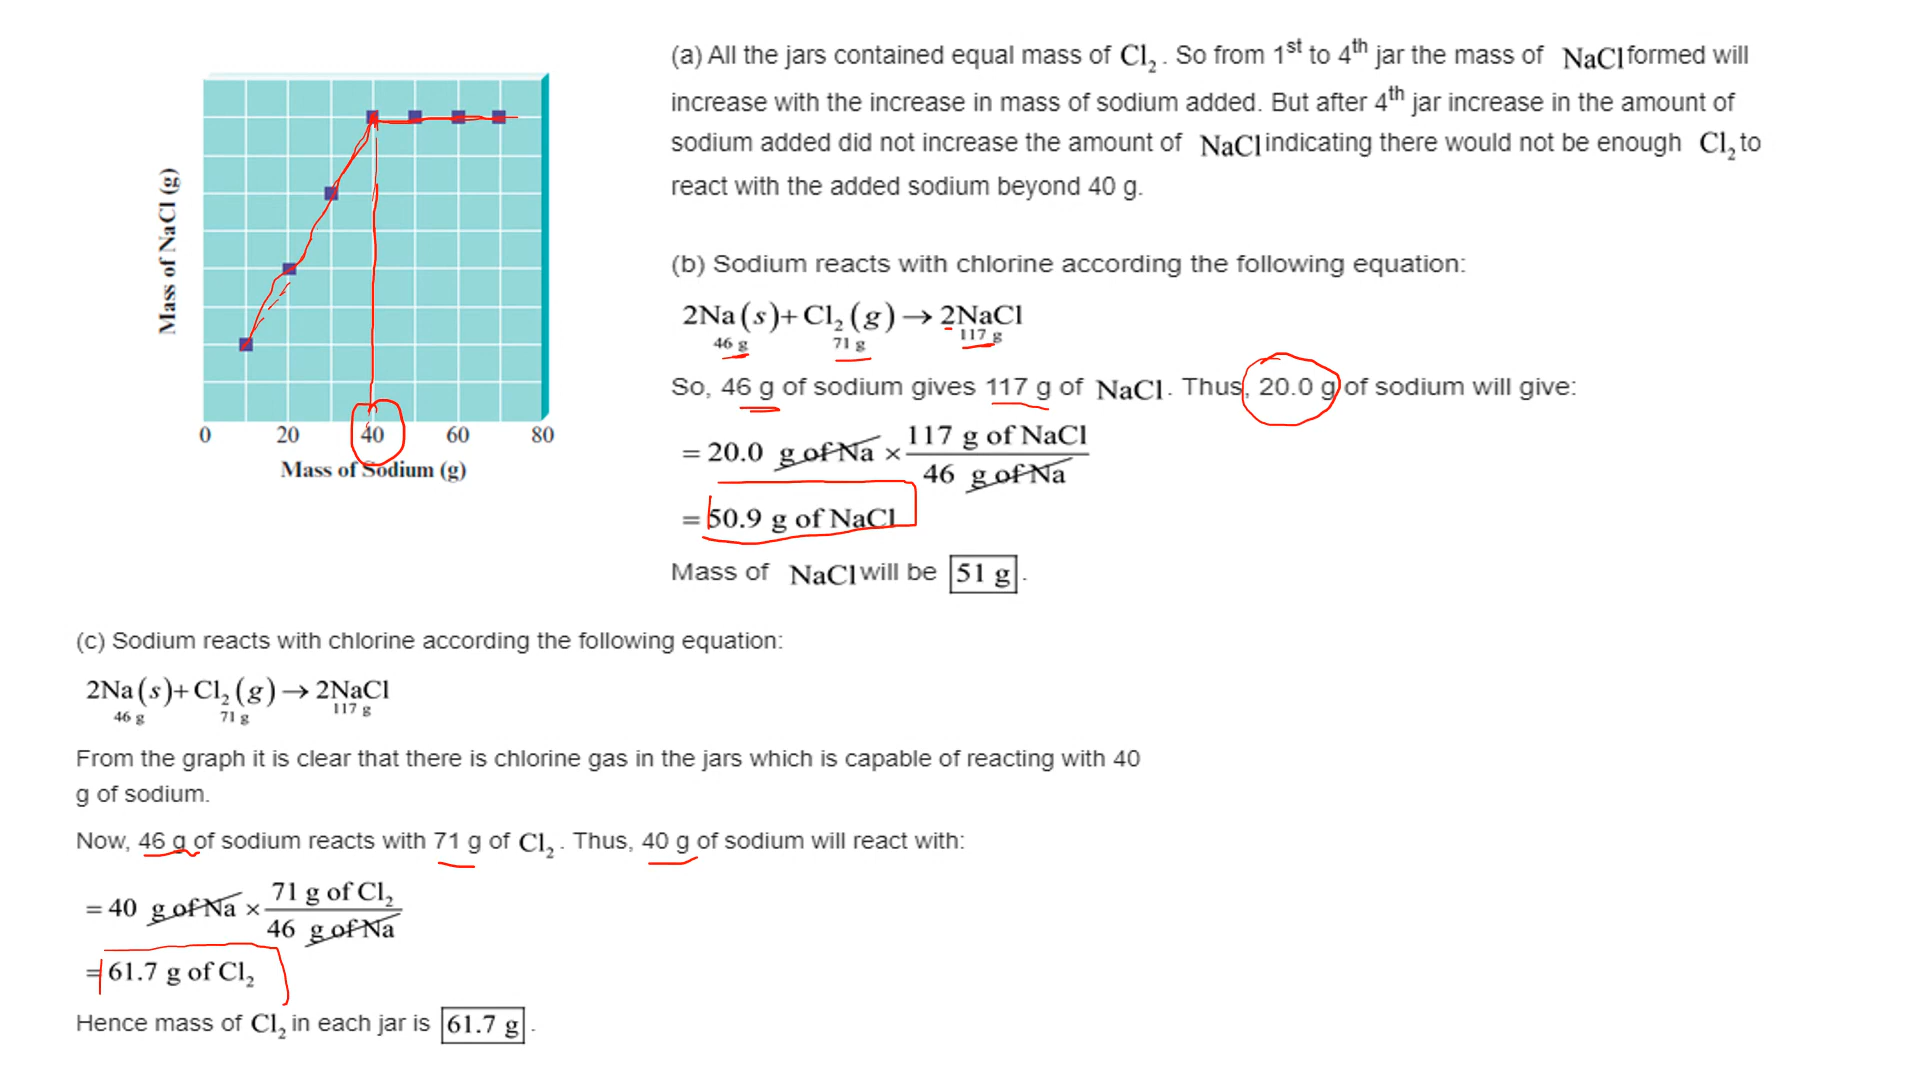 Mass of NaCl (g)
0 20 40 60 80
Mass of Sodium (g)
(a) All the jars contained equal mass of Cl₂. So from 1st to 4th jar the mass of NaCl formed will
increase with the increase in mass of sodium added. But after 4th jar increase in the amount of
sodium added did not increase the amount of NaCl indicating there would not be enough Cl₂ to
react with the added sodium beyond 40 g.
(b) Sodium reacts with chlorine according the following equation:
2Na(s)+Cl₂(g)→2NaCl
46 g 71 g 117 g
So, 46 g of sodium gives 117 g of NaCl. Thus, 20.0 g of sodium will give:
= 20.0 g of Na × 117 g of NaCl / 46 g of Na
= 50.9 g of NaCl
Mass of NaCl will be 51 g.
(c) Sodium reacts with chlorine according the following equation:
2Na(s)+Cl₂(g)→2NaCl
46 g 71 g 117 g
From the graph it is clear that there is chlorine gas in the jars which is capable of reacting with 40
g of sodium.
Now, 46 g of sodium reacts with 71 g of Cl₂. Thus, 40 g of sodium will react with:
= 40 g of Na × 71 g of Cl₂ / 46 g of Na
= 61.7 g of Cl₂
Hence mass of Cl₂ in each jar is 61.7 g.